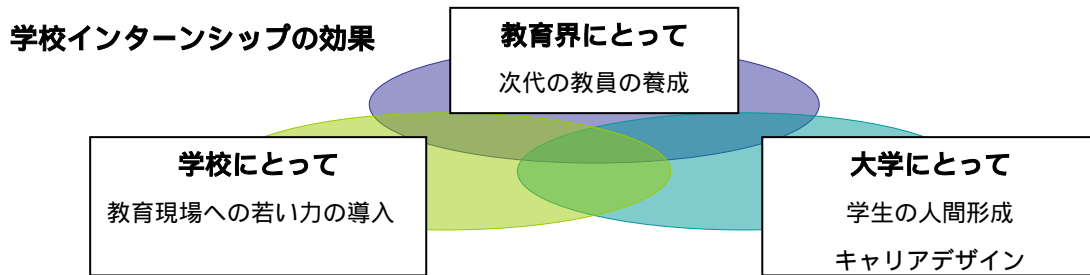 学校インターンシップの効果
教育界にとって
次代の教員の養成
学校にとって
教育現場への若い力の導入
大学にとって
学生の人間形成
キャリアデザイン